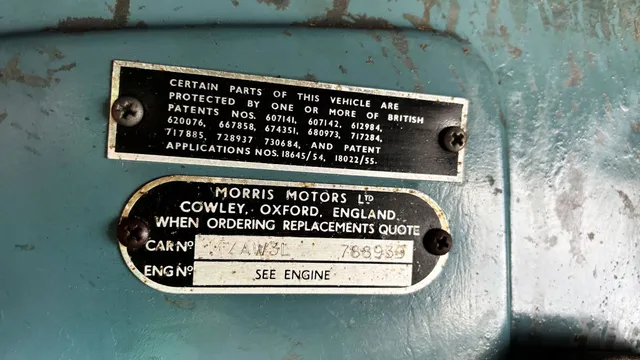 CERTAIN PARTS OF THIS VEHICLE ARE
PROTECTED BY ONE OR MORE OF BRITISH
PATENTS NOS. 607141, 607142, 612984,
620076, 667858, 674351, 680973, 717284,
717885, 728937 730684, AND PATENT
APPLICATIONS NOS. 18645/54, 18022/55.
MORRIS MOTORS LTD
COWLEY, OXFORD, ENGLAND
WHEN ORDERING REPLACEMENTS QUOTE
CAR Nº
ENG Nº SEE ENGINE